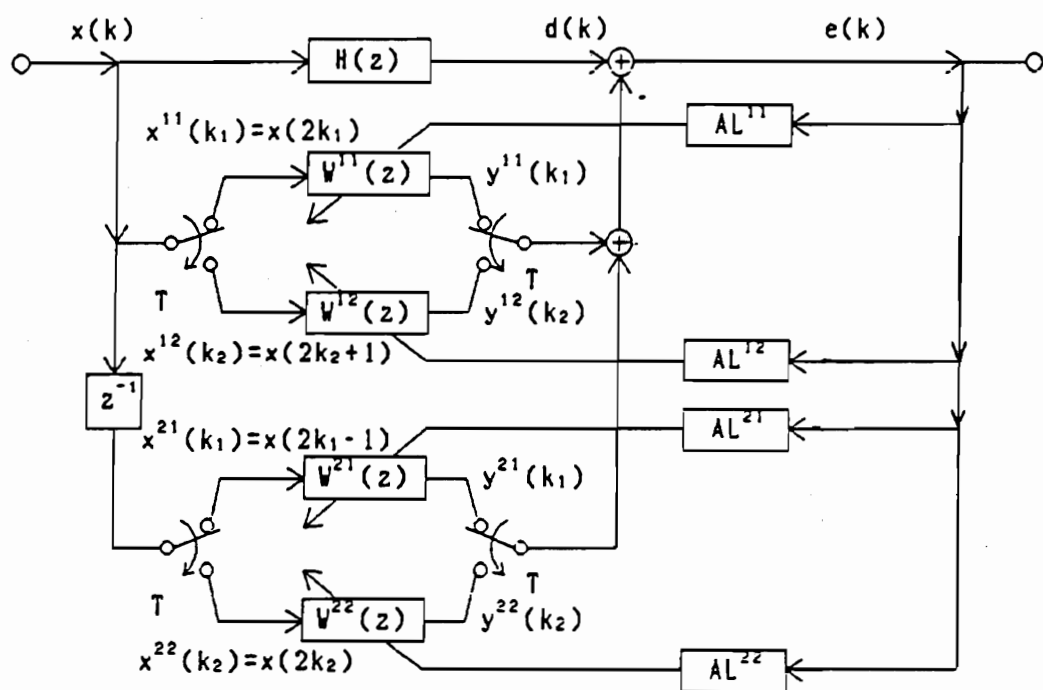 x(k) d(k) e(k)
H(z) +
x¹¹(k₁)=x(2k₁) AL¹¹
W¹¹(z) y¹¹(k₁)
+
T T
W¹²(z) y¹²(k₂)
x¹²(k₂)=x(2k₂+1) AL¹²
z⁻¹
x²¹(k₁)=x(2k₁-1) AL²¹
W²¹(z) y²¹(k₁)
T T
W²²(z) y²²(k₂)
x²²(k₂)=x(2k₂) AL²²